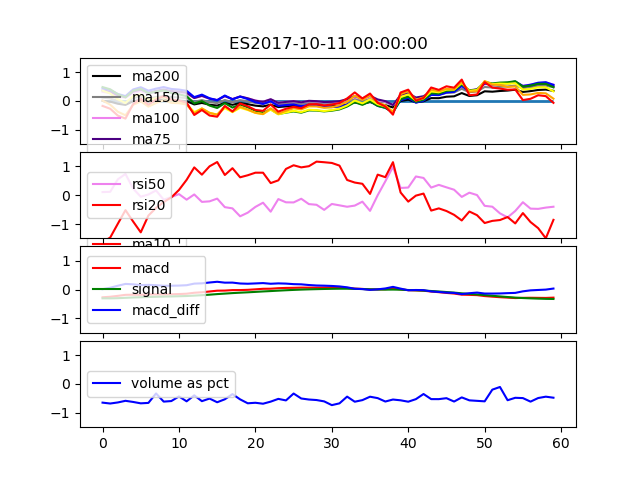 ES2017-10-11 00:00:00
1
0
−1
ma200
ma150
ma100
ma75
1
0
−1
rsi50
rsi20
ma10
1
0
−1
macd
signal
macd_diff
1
0
−1
volume as pct
0 10 20 30 40 50 60